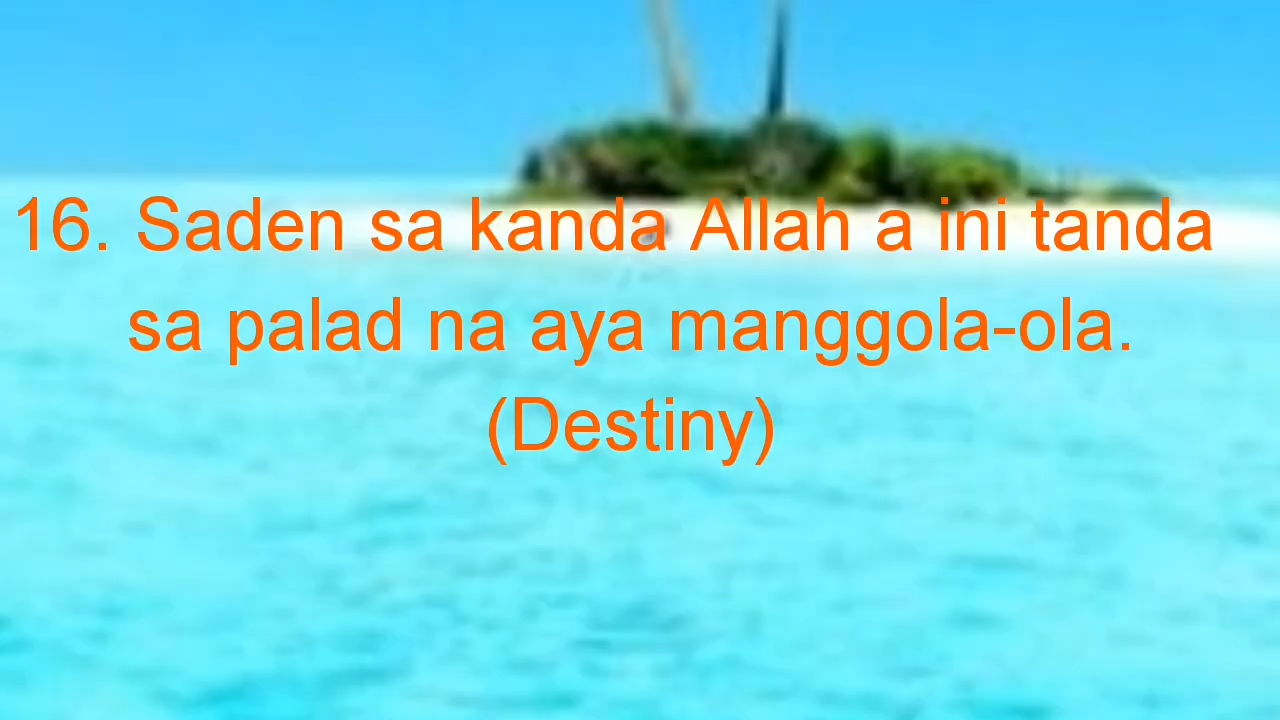 16. Saden sa kanda Allah a ini tanda
sa palad na aya manggola-ola.
(Destiny)